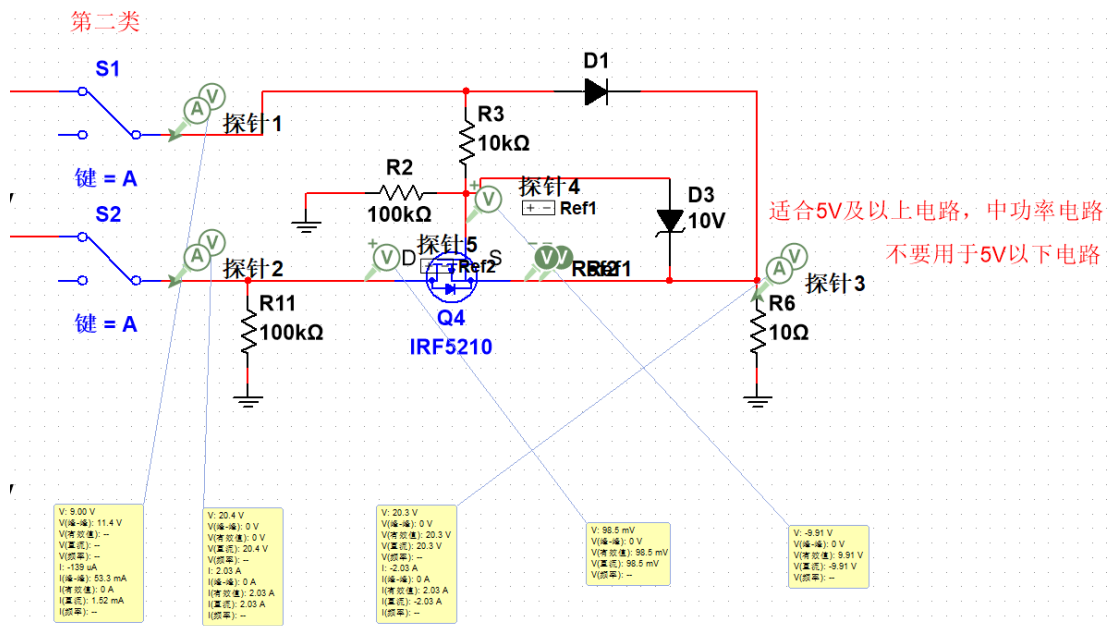 第二类
S1
D1
A
V
探针1
R3
10kΩ
键 = A
R2
100kΩ
+
V
探针4
+ -
Ref1
D3
10V
适合5V及以上电路，中功率电路
不要用于5V以下电路
S2
A
V
探针2
+
V
D
探针5
Ref2
S
V
A
V
探针3
键 = A
R11
100kΩ
Q4
IRF5210
R6
10Ω
V: 9.00 V
V(峰-峰): 11.4 V
V(有效值): --
V(直流): --
V(频率): --
I: -139 uA
I(峰-峰): 53.3 mA
I(有效值): 0 A
I(直流): 1.52 mA
I(频率): --
V: 20.4 V
V(峰-峰): 0 V
V(有效值): 0 V
V(直流): 20.4 V
V(频率): --
I: 2.03 A
I(峰-峰): 0 A
I(有效值): 2.03 A
I(直流): 2.03 A
I(频率): --
V: 20.3 V
V(峰-峰): 0 V
V(有效值): 20.3 V
V(直流): 20.3 V
V(频率): --
I: -2.03 A
I(峰-峰): 0 A
I(有效值): 2.03 A
I(直流): -2.03 A
I(频率): --
V: 98.5 mV
V(峰-峰): 0 V
V(有效值): 98.5 mV
V(直流): 98.5 mV
V(频率): --
V: -9.91 V
V(峰-峰): 0 V
V(有效值): 9.91 V
V(直流): -9.91 V
V(频率): --